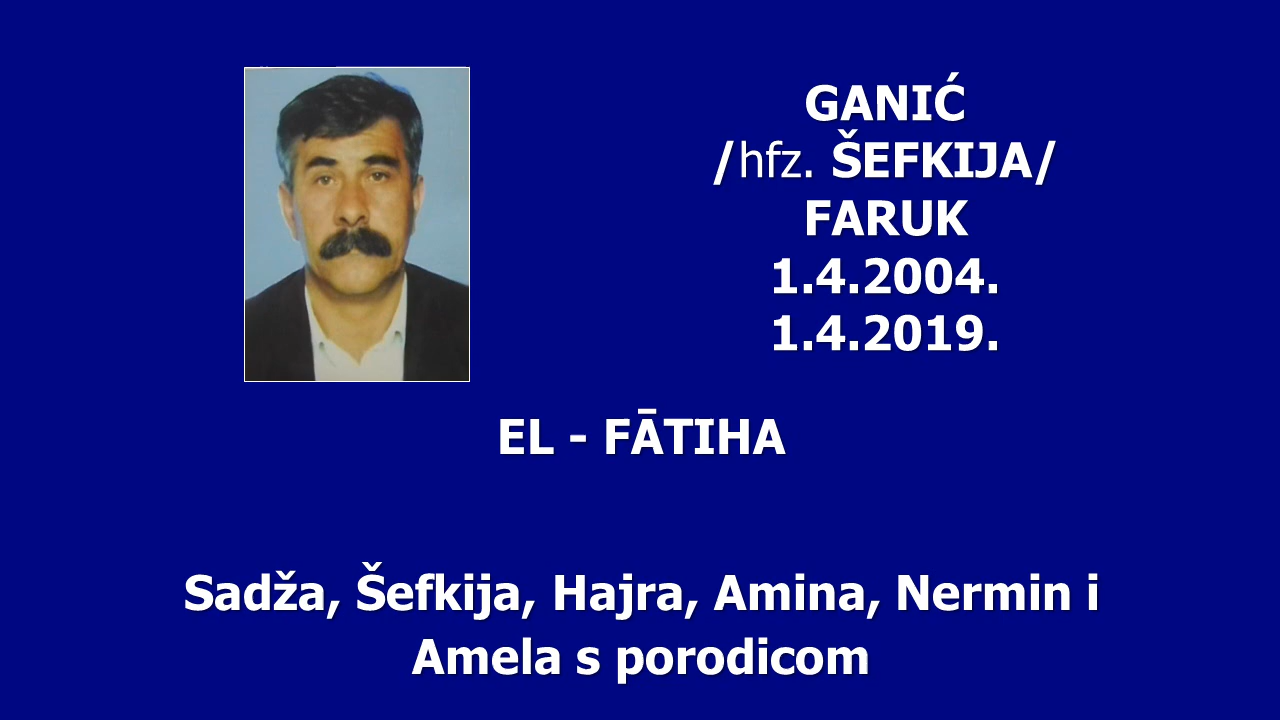 GANIĆ
/hfz. ŠEFKIJA/
FARUK
1.4.2004.
1.4.2019.
EL - FĀTIHA
Sadža, Šefkija, Hajra, Amina, Nermin i
Amela s porodicom